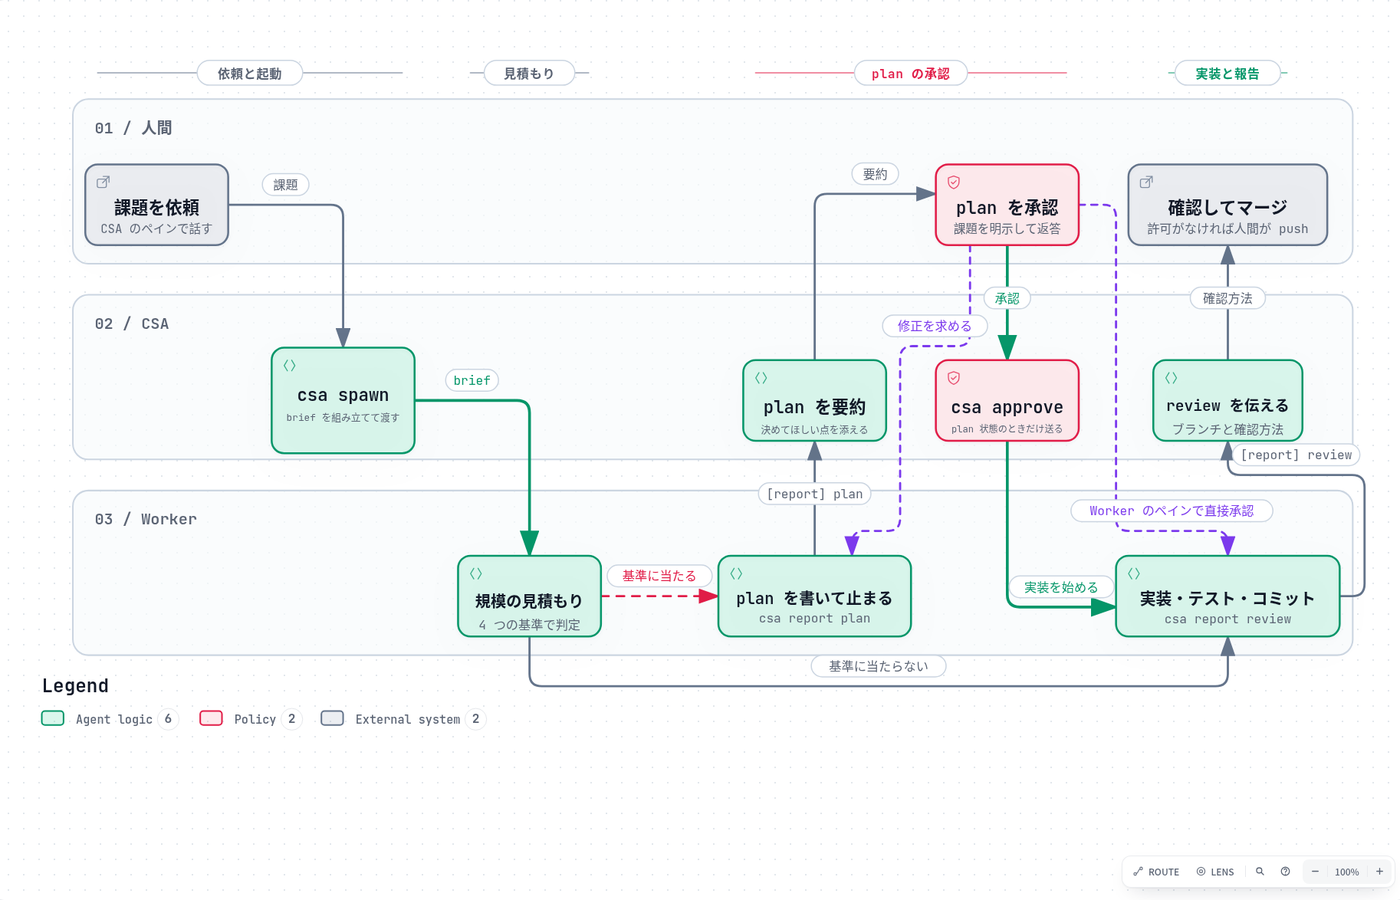 依頼と起動
見積もり
plan の承認
実装と報告
01 / 人間
課題を依頼
CSA のペインで話す
課題
要約
plan を承認
課題を明示して返答
確認してマージ
許可がなければ人間が push
承認
確認方法
02 / CSA
修正を求める
csa spawn
brief を組み立てて渡す
brief
plan を要約
決めてほしい点を添える
csa approve
plan 状態のときだけ送る
review を伝える
ブランチと確認方法
[report] review
[report] plan
03 / Worker
Worker のペインで直接承認
規模の見積もり
4 つの基準で判定
基準に当たる
plan を書いて止まる
csa report plan
実装を始める
実装・テスト・コミット
csa report review
基準に当たらない
Legend
Agent logic 6
Policy 2
External system 2
ROUTE
LENS
100%